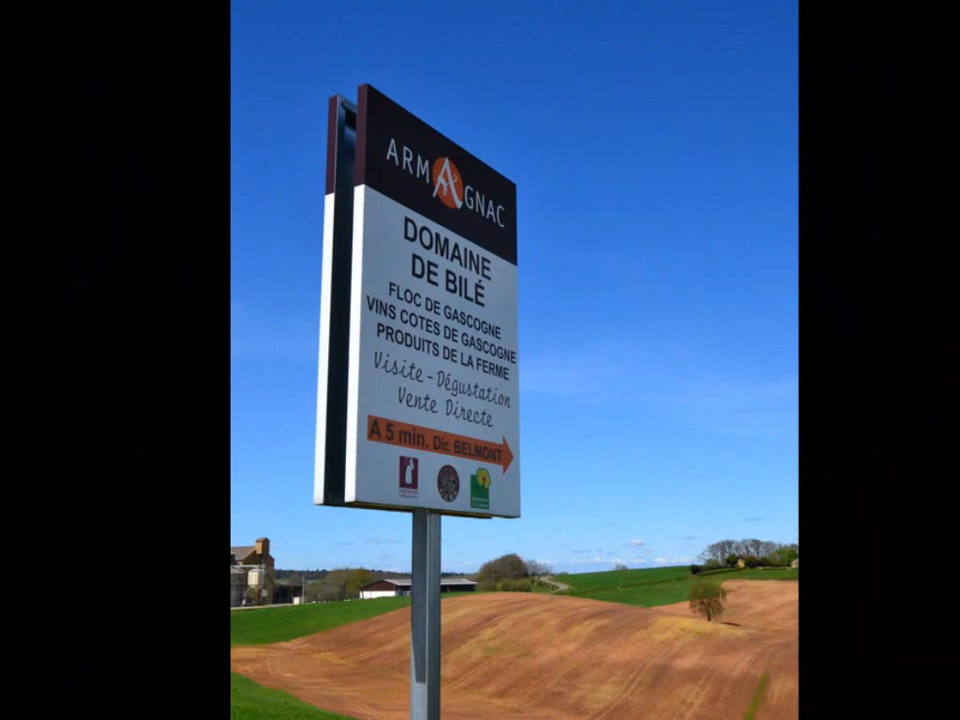 ARMAGNAC
DOMAINE
DE BILÉ
FLOC DE GASCOGNE
VINS COTES DE GASCOGNE
PRODUITS DE LA FERME
Visite - Dégustation
Vente Directe
A 5 min. Dir. BELMONT